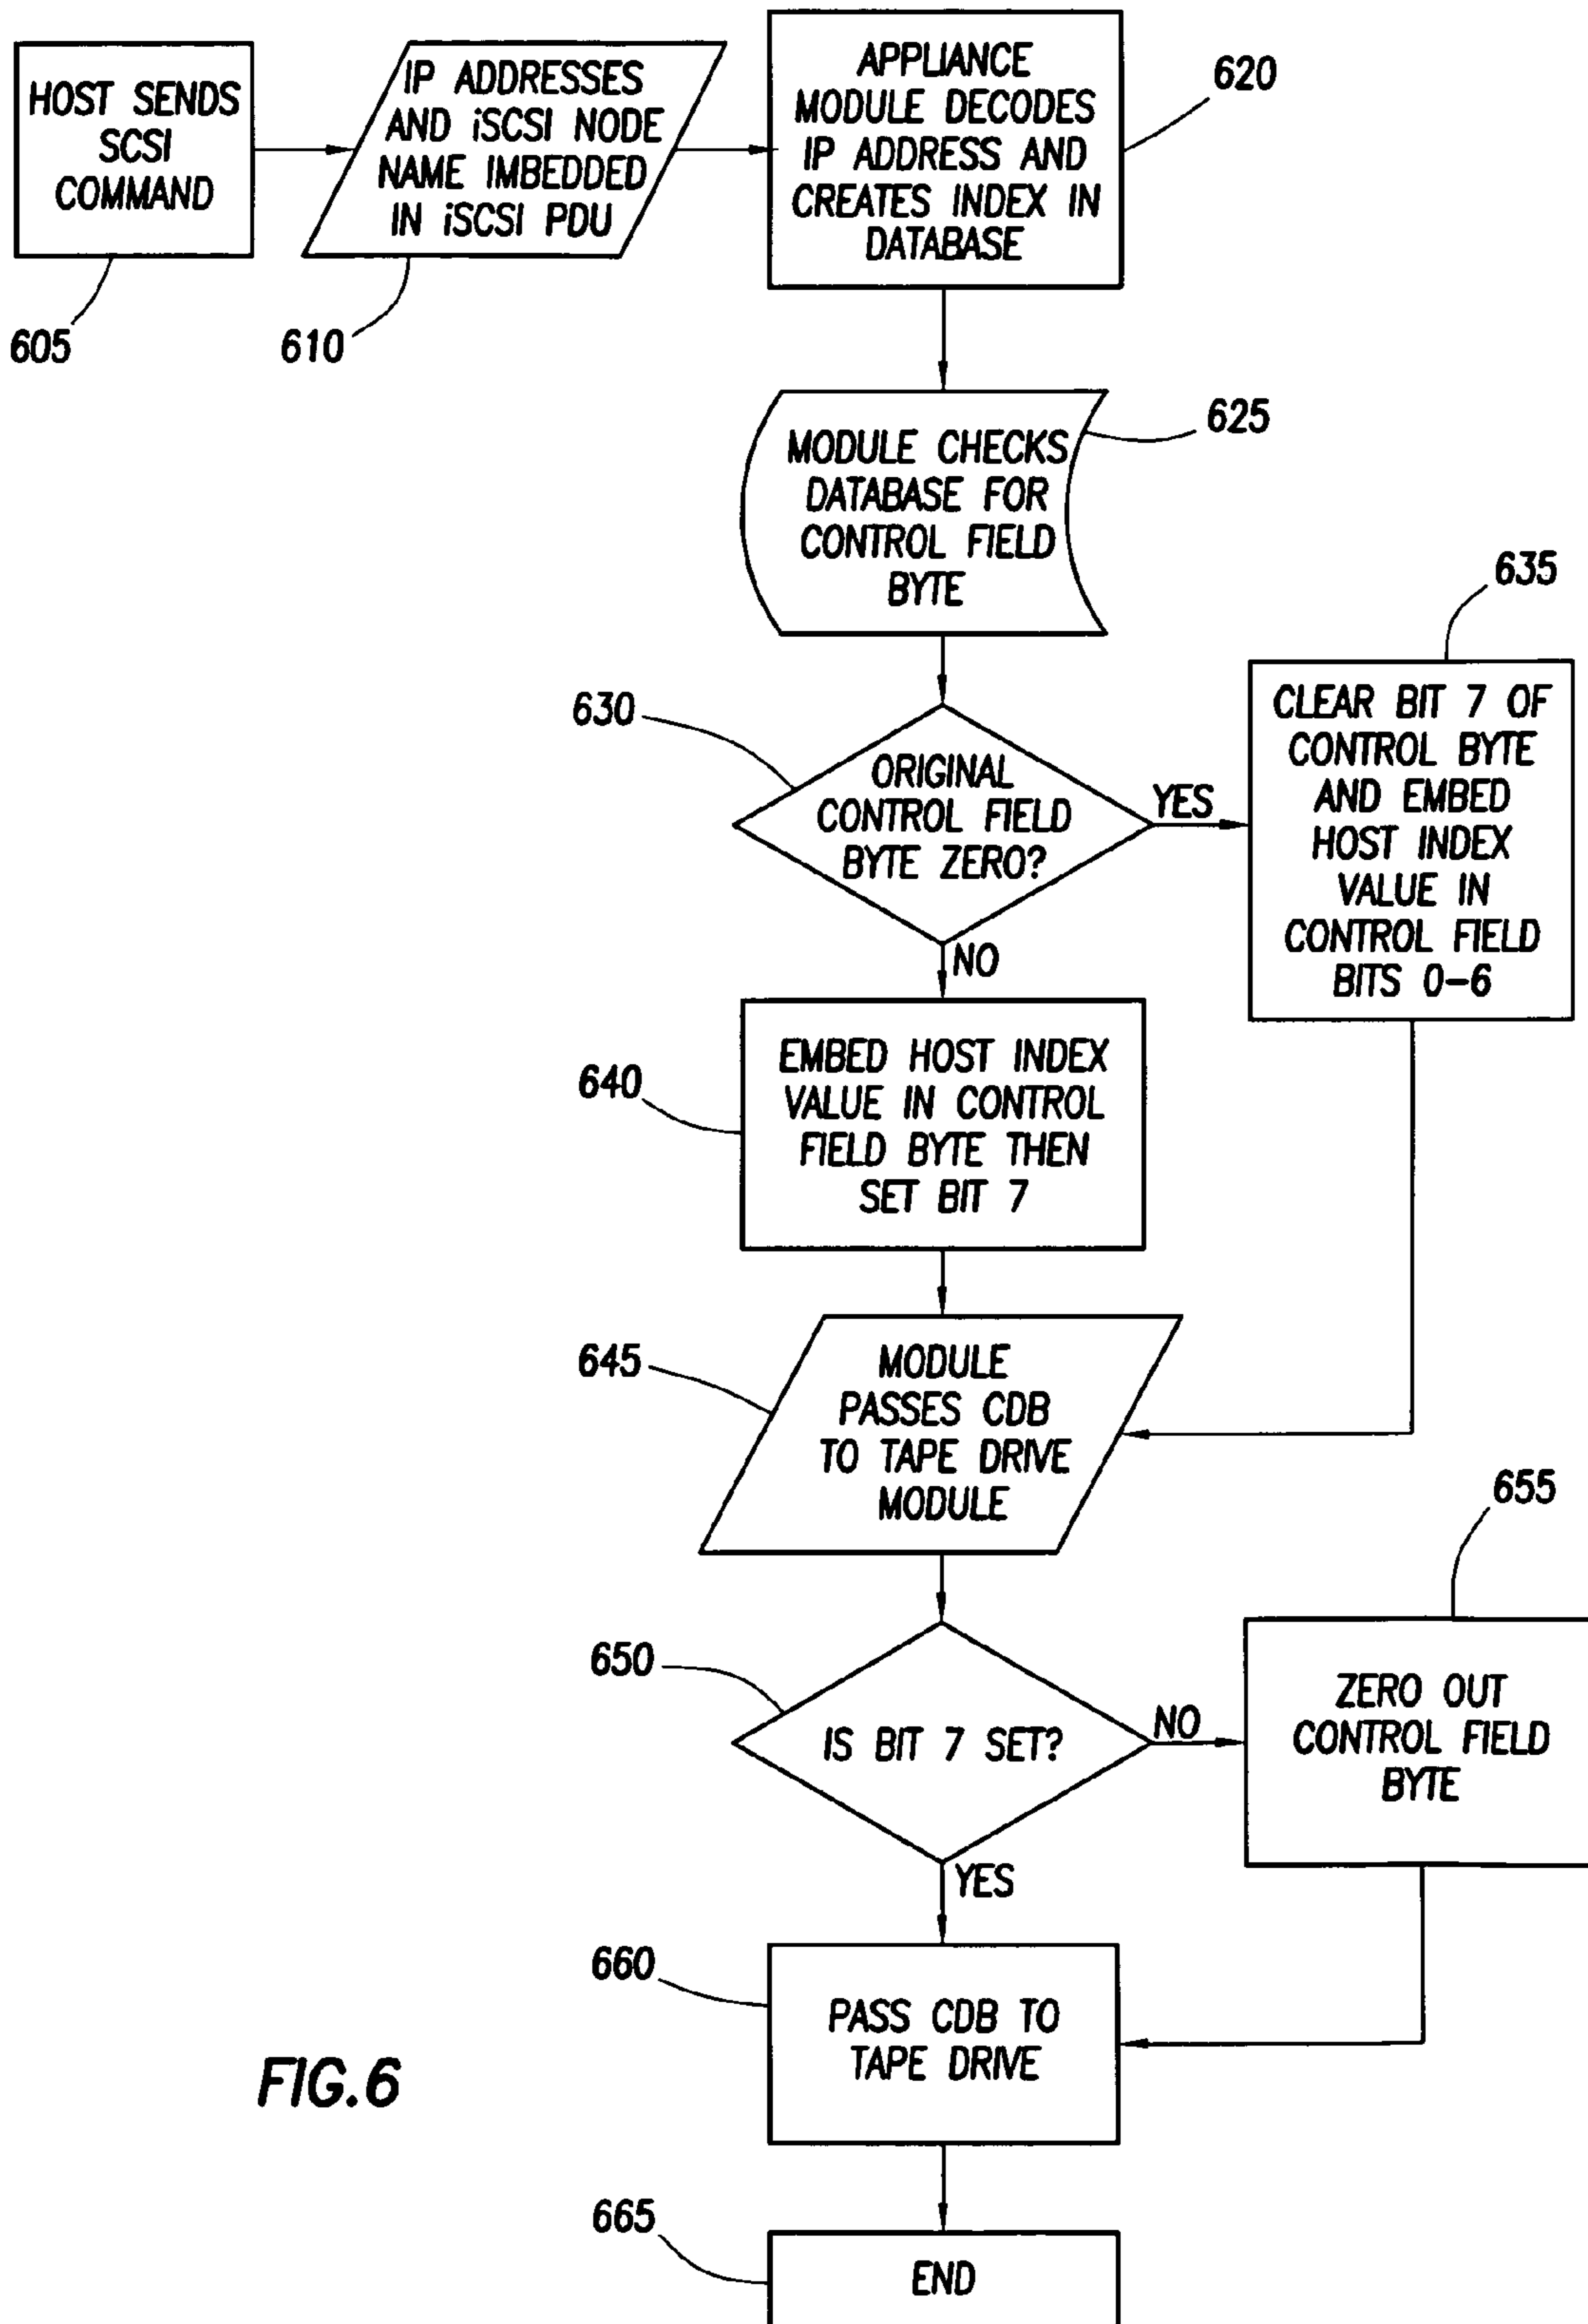 HOST SENDS
SCSI
COMMAND
605
IP ADDRESSES
AND iSCSI NODE
NAME IMBEDDED
IN iSCSI PDU
610
APPLIANCE
MODULE DECODES
IP ADDRESS AND
CREATES INDEX IN
DATABASE
620
MODULE CHECKS
DATABASE FOR
CONTROL FIELD
BYTE
625
630
ORIGINAL
CONTROL FIELD
BYTE ZERO?
YES
NO
635
CLEAR BIT 7 OF
CONTROL BYTE
AND EMBED
HOST INDEX
VALUE IN
CONTROL FIELD
BITS 0-6
640
EMBED HOST INDEX
VALUE IN CONTROL
FIELD BYTE THEN
SET BIT 7
645
MODULE
PASSES CDB
TO TAPE DRIVE
MODULE
650
IS BIT 7 SET?
NO
YES
655
ZERO OUT
CONTROL FIELD
BYTE
660
PASS CDB TO
TAPE DRIVE
665
END
FIG.6